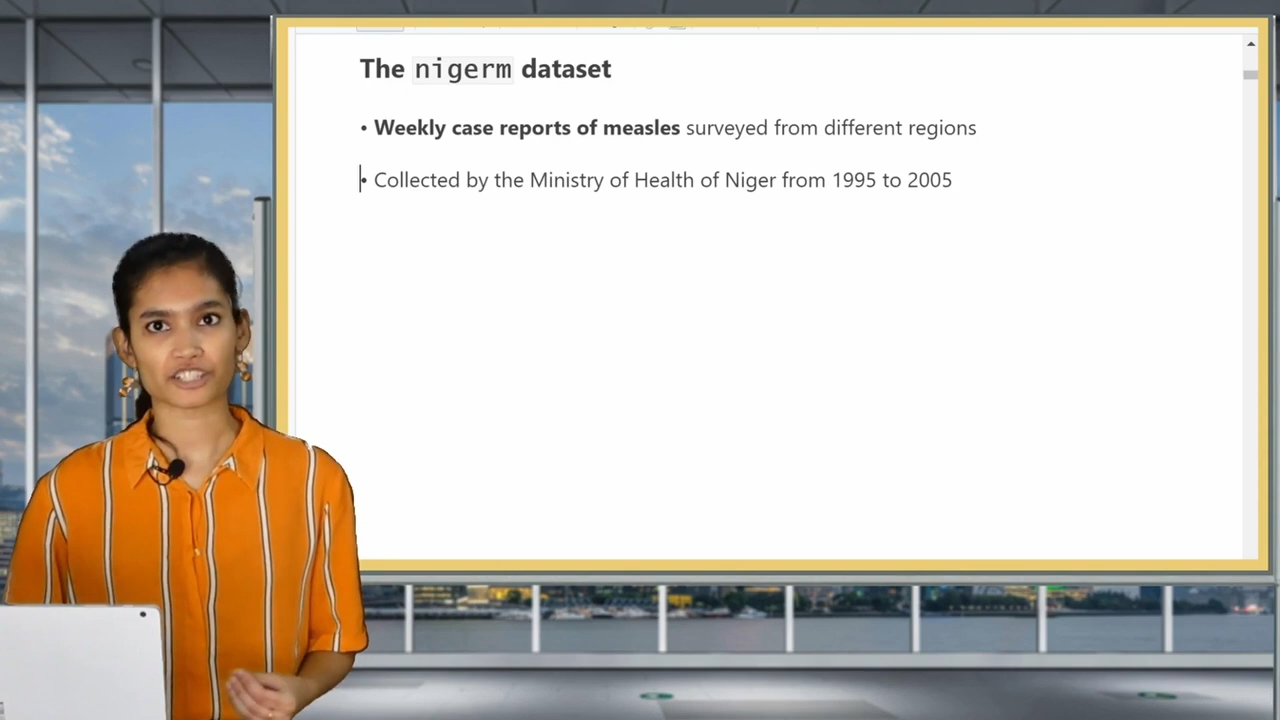 The nigerm dataset
• Weekly case reports of measles surveyed from different regions
• Collected by the Ministry of Health of Niger from 1995 to 2005